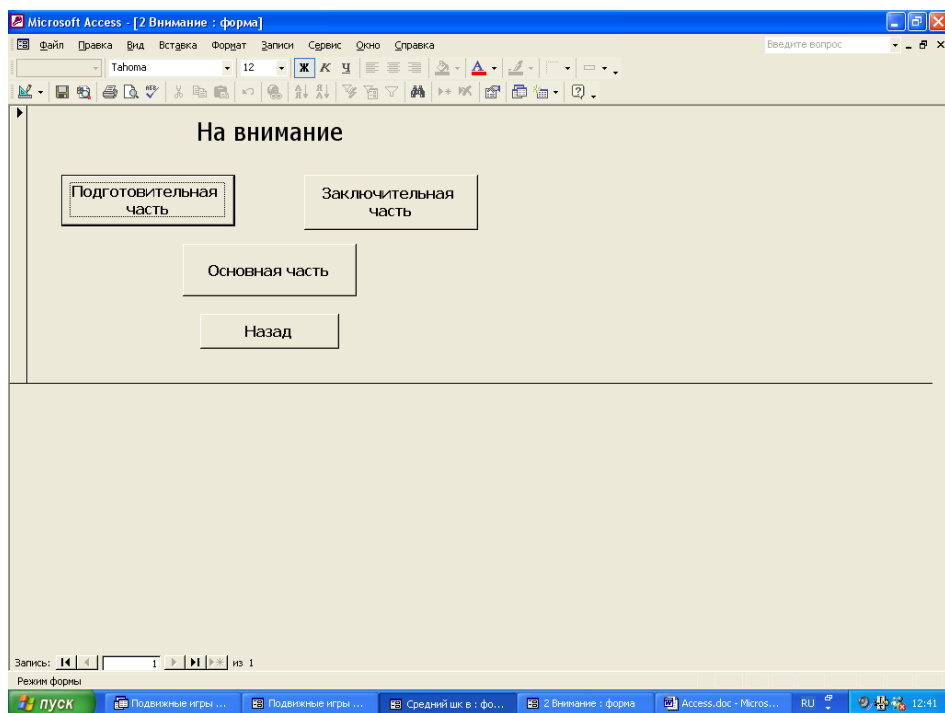 Microsoft Access - [2 Внимание : форма]
Файл Правка Вид Вставка Формат Записи Сервис Окно Справка
Введите вопрос
Tahoma 12 Ж К Ч
На внимание
Подготовительная
часть
Заключительная
часть
Основная часть
Назад
Запись: 1 из 1
Режим формы
пуск
Подвижные игры ...
Подвижные игры ...
Средний шк в : фо...
2 Внимание : форма
Access.doc - Micros...
RU
12:41